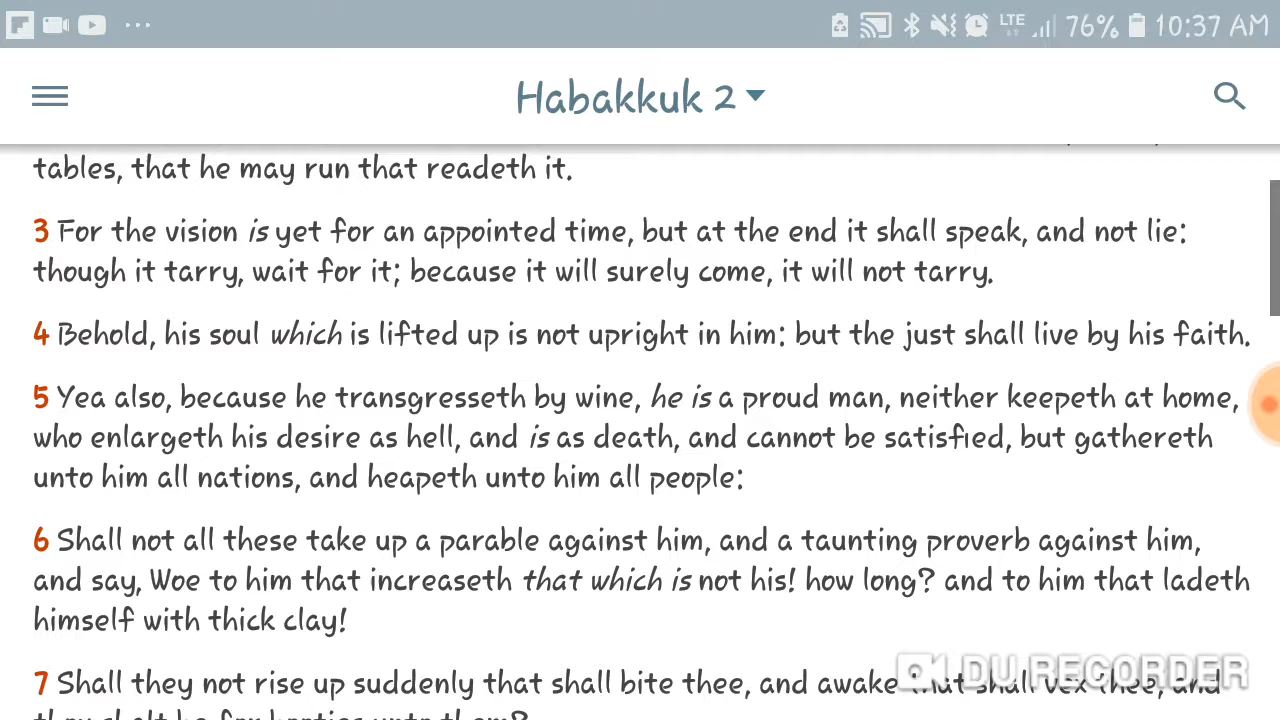 LTE 76% 10:37 AM
Habakkuk 2
tables, that he may run that readeth it.
3 For the vision is yet for an appointed time, but at the end it shall speak, and not lie:
though it tarry, wait for it; because it will surely come, it will not tarry.
4 Behold, his soul which is lifted up is not upright in him: but the just shall live by his faith.
5 Yea also, because he transgresseth by wine, he is a proud man, neither keepeth at home,
who enlargeth his desire as hell, and is as death, and cannot be satisfied, but gathereth
unto him all nations, and heapeth unto him all people:
6 Shall not all these take up a parable against him, and a taunting proverb against him,
and say, Woe to him that increaseth that which is not his! how long? and to him that ladeth
himself with thick clay!
7 Shall they not rise up suddenly that shall bite thee, and awake that shall vex thee, and
DU RECORDER